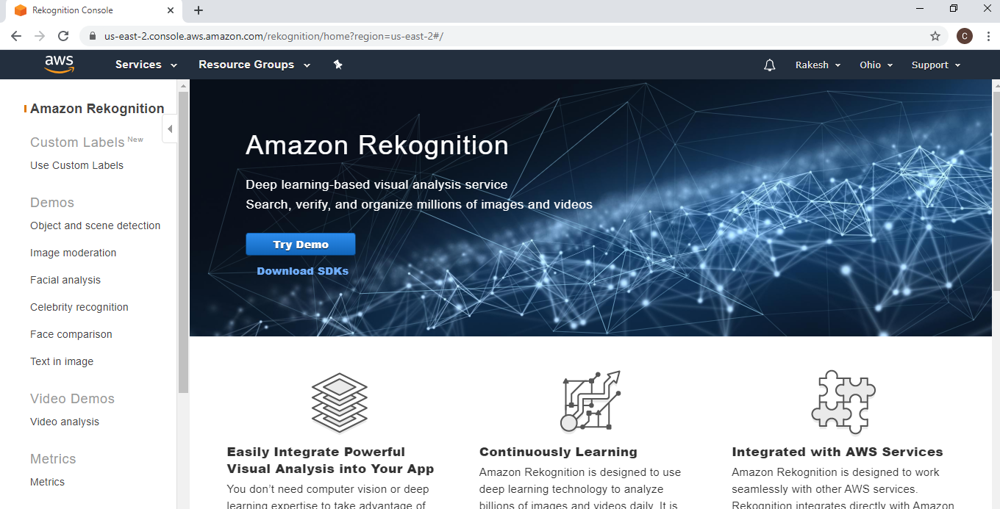 Rekognition Console
us-east-2.console.aws.amazon.com/rekognition/home?region=us-east-2#/
C
aws
Services
Resource Groups
Rakesh
Ohio
Support
Amazon Rekognition
Custom Labels New
Use Custom Labels
Demos
Object and scene detection
Image moderation
Facial analysis
Celebrity recognition
Face comparison
Text in image
Video Demos
Video analysis
Metrics
Metrics
Amazon Rekognition
Deep learning-based visual analysis service
Search, verify, and organize millions of images and videos
Try Demo
Download SDKs
Easily Integrate Powerful
Visual Analysis into Your App
You don’t need computer vision or deep
learning expertise to take advantage of
Continuously Learning
Amazon Rekognition is designed to use
deep learning technology to analyze
billions of images and videos daily. It is
Integrated with AWS Services
Amazon Rekognition is designed to work
seamlessly with other AWS services.
Rekognition integrates directly with Amazon